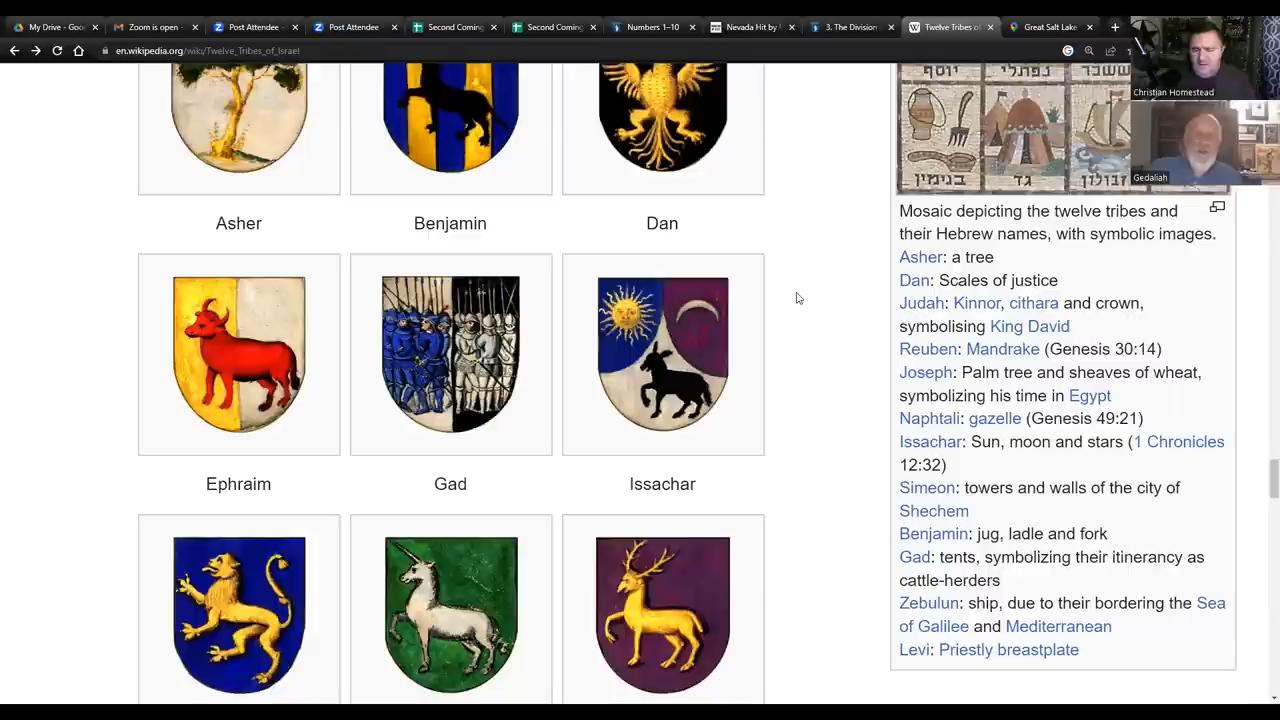 My Drive - Goo
Zoom is open -
Post Attendee -
Post Attendee -
Second Coming
Second Coming
Numbers 1–10
Nevada Hit by M
3. The Division
Twelve Tribes o
Great Salt Lake
en.wikipedia.org/wiki/Twelve_Tribes_of_Israel
Christian Homestead
Gedaliah
יוסף
נפתלי
יששכר
בנימין
גד
זבולון
Asher
Benjamin
Dan
Ephraim
Gad
Issachar
Mosaic depicting the twelve tribes and
their Hebrew names, with symbolic images.
Asher: a tree
Dan: Scales of justice
Judah: Kinnor, cithara and crown,
symbolising King David
Reuben: Mandrake (Genesis 30:14)
Joseph: Palm tree and sheaves of wheat,
symbolizing his time in Egypt
Naphtali: gazelle (Genesis 49:21)
Issachar: Sun, moon and stars (1 Chronicles
12:32)
Simeon: towers and walls of the city of
Shechem
Benjamin: jug, ladle and fork
Gad: tents, symbolizing their itinerancy as
cattle-herders
Zebulun: ship, due to their bordering the Sea
of Galilee and Mediterranean
Levi: Priestly breastplate